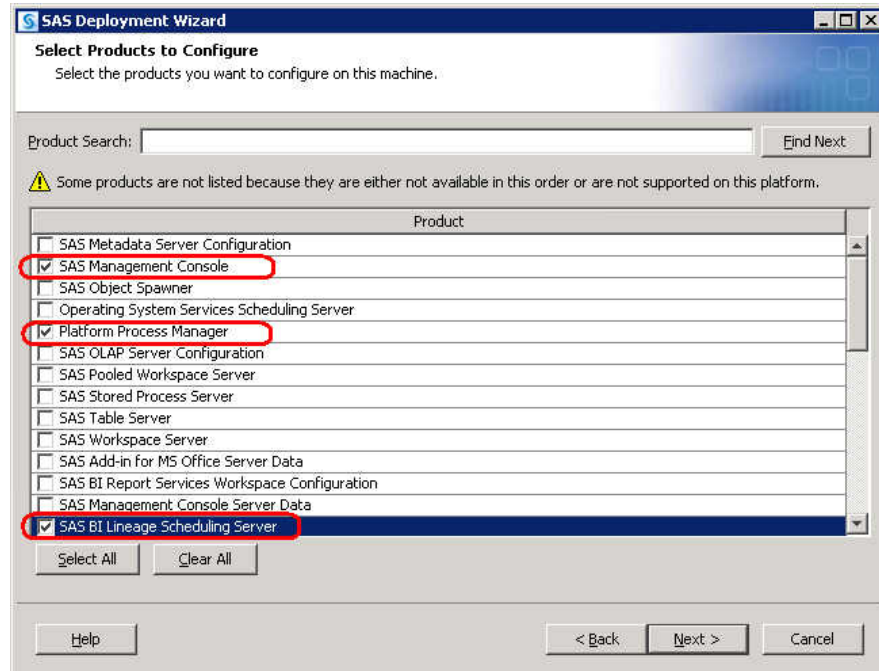 SAS Deployment Wizard
Select Products to Configure
Select the products you want to configure on this machine.
Product Search:
Find Next
Some products are not listed because they are either not available in this order or are not supported on this platform.
Product
SAS Metadata Server Configuration
SAS Management Console
SAS Object Spawner
Operating System Services Scheduling Server
Platform Process Manager
SAS OLAP Server Configuration
SAS Pooled Workspace Server
SAS Stored Process Server
SAS Table Server
SAS Workspace Server
SAS Add-in for MS Office Server Data
SAS BI Report Services Workspace Configuration
SAS Management Console Server Data
SAS BI Lineage Scheduling Server
Select All Clear All
Help < Back Next > Cancel